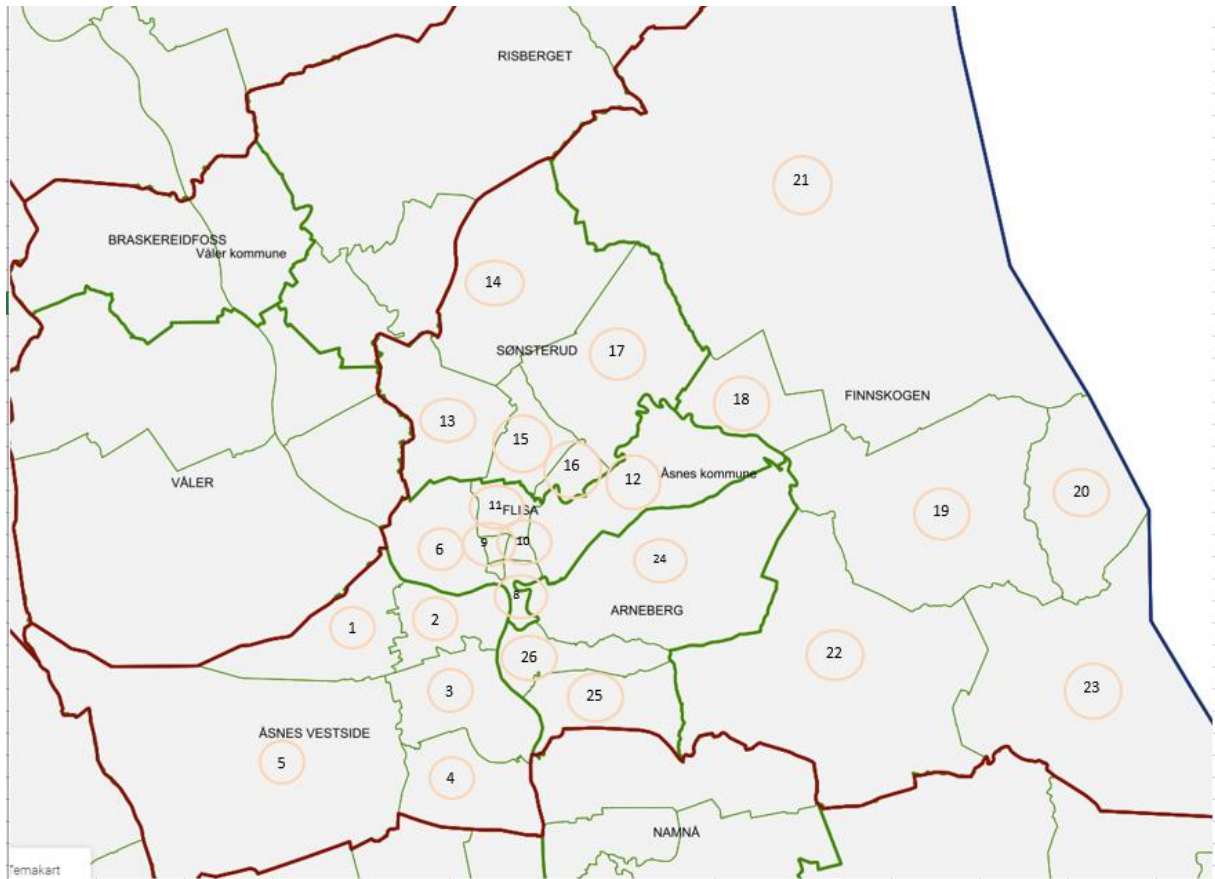 RISBERGET
21
BRASKEREIDFOSS
Våler kommune
14
SØNSTERUD
17
18
FINNSKOGEN
13
15
16
12
Åsnes kommune
VÅLER
20
11
FLISA
19
9
10
6
24
8
ARNEBERG
2
1
26
22
3
25
23
ÅSNES VESTSIDE
5
4
NAMNÅ
Temakart